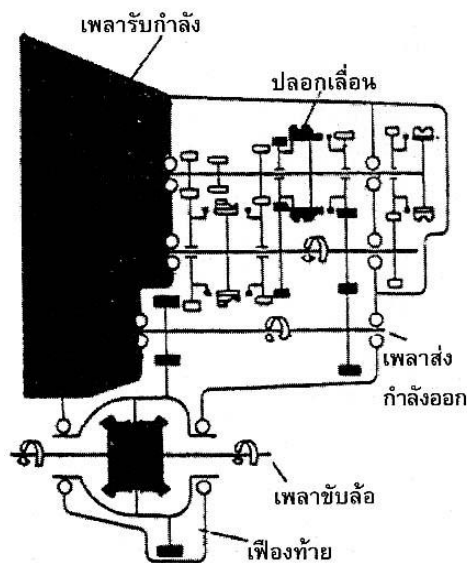 เพลารับกำลัง
ปลอกเลื่อน
เพลาส่ง
กำลังออก
เพลาขับล้อ
เฟืองท้าย